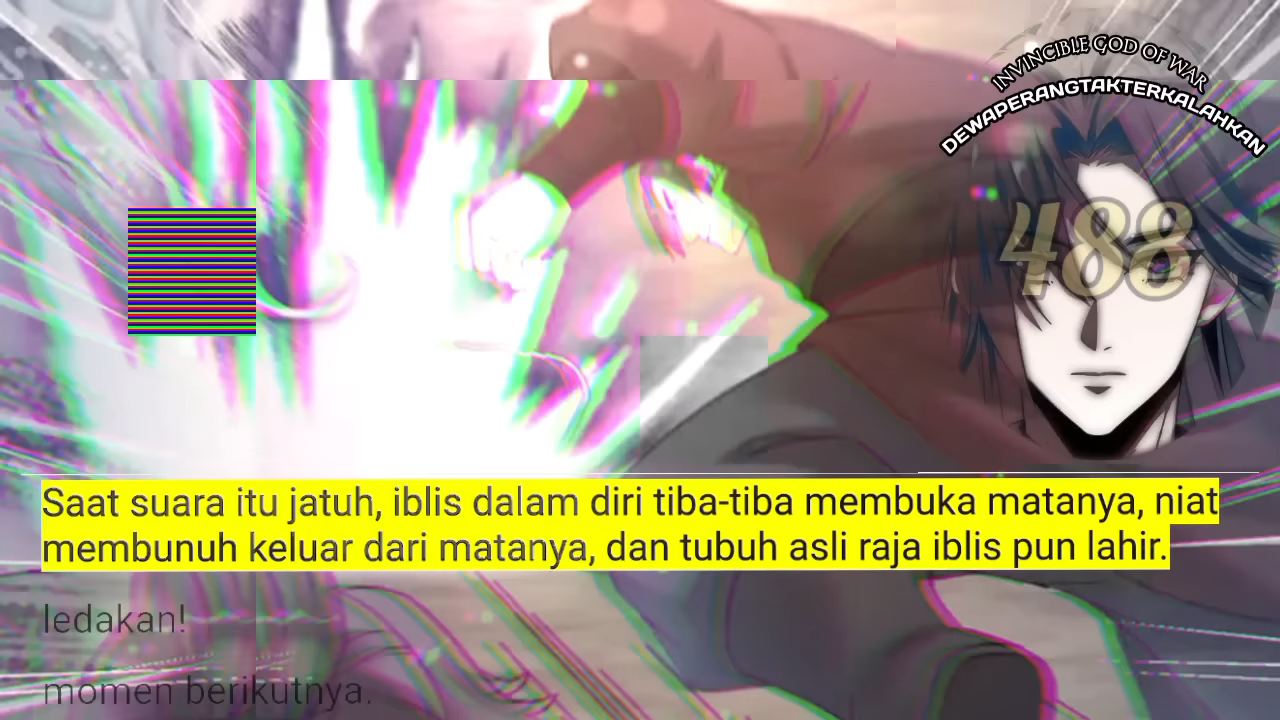 INVINCIBLE GOD OF WAR
DEWAPERANGTAKTERKALAHKAN
488
Saat suara itu jatuh, iblis dalam diri tiba-tiba membuka matanya, niat
membunuh keluar dari matanya, dan tubuh asli raja iblis pun lahir.
ledakan!
momen berikutnya.